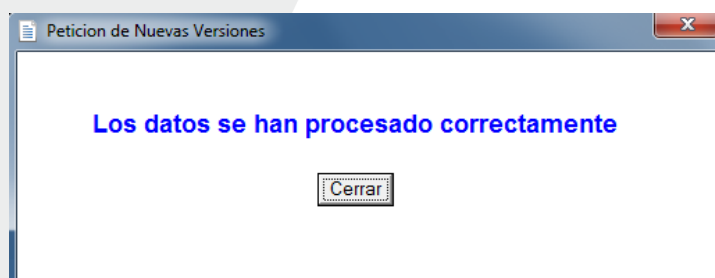 Peticion de Nuevas Versiones
Los datos se han procesado correctamente
Cerrar